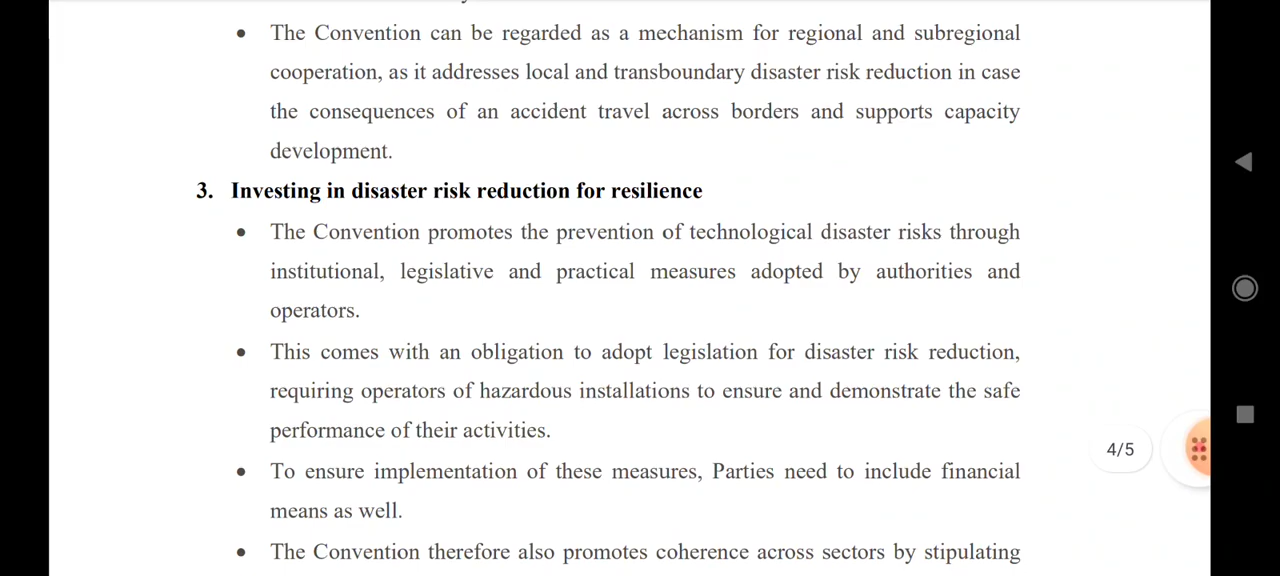 The Convention can be regarded as a mechanism for regional and subregional
cooperation, as it addresses local and transboundary disaster risk reduction in case
the consequences of an accident travel across borders and supports capacity
development.
3. Investing in disaster risk reduction for resilience
The Convention promotes the prevention of technological disaster risks through
institutional, legislative and practical measures adopted by authorities and
operators.
This comes with an obligation to adopt legislation for disaster risk reduction,
requiring operators of hazardous installations to ensure and demonstrate the safe
performance of their activities.
4/5
To ensure implementation of these measures, Parties need to include financial
means as well.
The Convention therefore also promotes coherence across sectors by stipulating